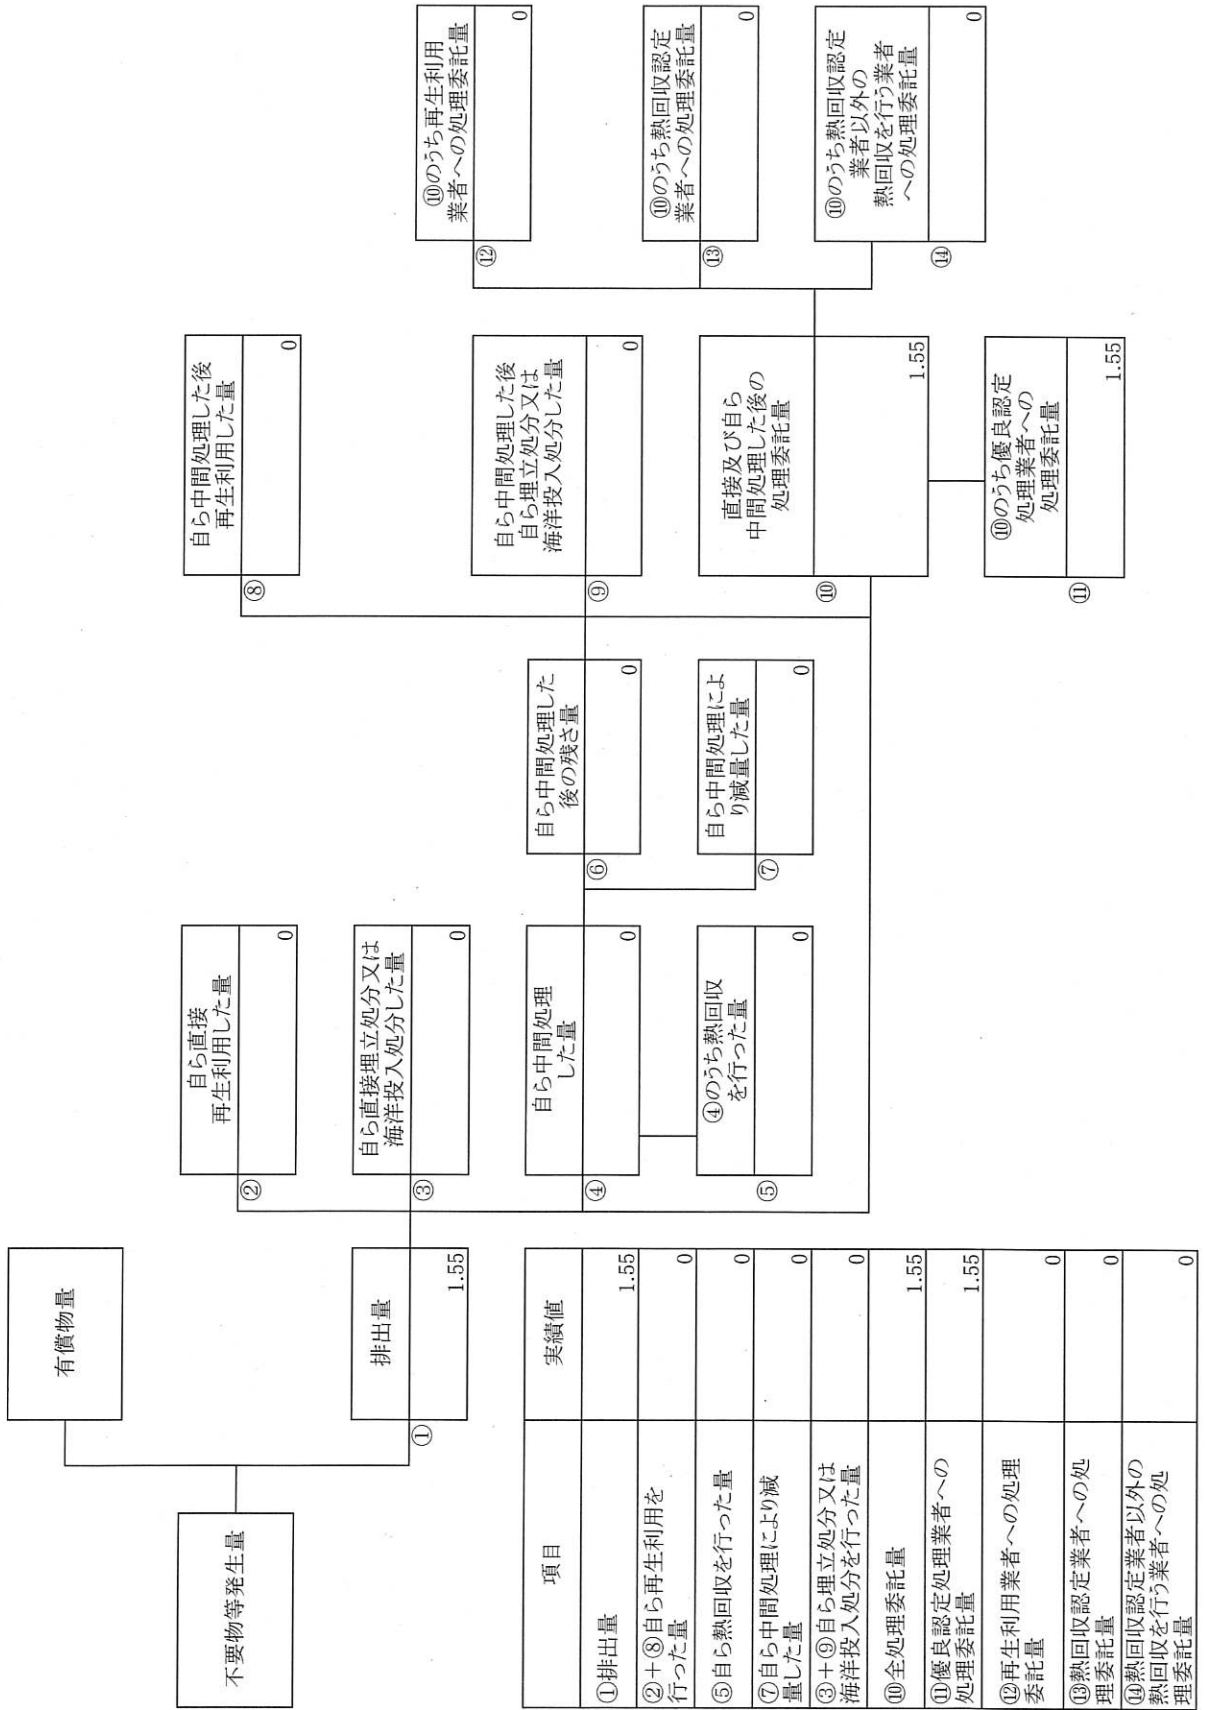 不要物等発生量
有償物量
①
排出量
1.55
②
自ら直接
再生利用した量
0
③
自ら直接埋立処分又は
海洋投入処分した量
0
④
自ら中間処理
した量
0
⑤
④のうち熱回収
を行った量
0
⑥
自ら中間処理した
後の残さ量
0
⑦
自ら中間処理によ
り減量した量
0
⑧
自ら中間処理した後
再生利用した量
0
⑨
自ら中間処理した後
自ら埋立処分又は
海洋投入処分した量
0
⑩
直接及び自ら
中間処理した後の
処理委託量
1.55
⑪
⑩のうち優良認定
処理業者への
処理委託量
1.55
⑫
⑩のうち再生利用
業者への処理委託量
0
⑬
⑩のうち熱回収認定
業者への処理委託量
0
⑭
⑩のうち熱回収認定
業者以外の
熱回収を行う業者
への処理委託量
0
項目 実績値
①排出量 1.55
②+⑧自ら再生利用を
行った量 0
⑤自ら熱回収を行った量 0
⑦自ら中間処理により減
量した量 0
③+⑨自ら埋立処分又は
海洋投入処分を行った量 0
⑩全処理委託量 1.55
⑪優良認定処理業者への
処理委託量 1.55
⑫再生利用業者への処理
委託量 0
⑬熱回収認定業者への処
理委託量 0
⑭熱回収認定業者以外の
熱回収を行う業者への処
理委託量 0